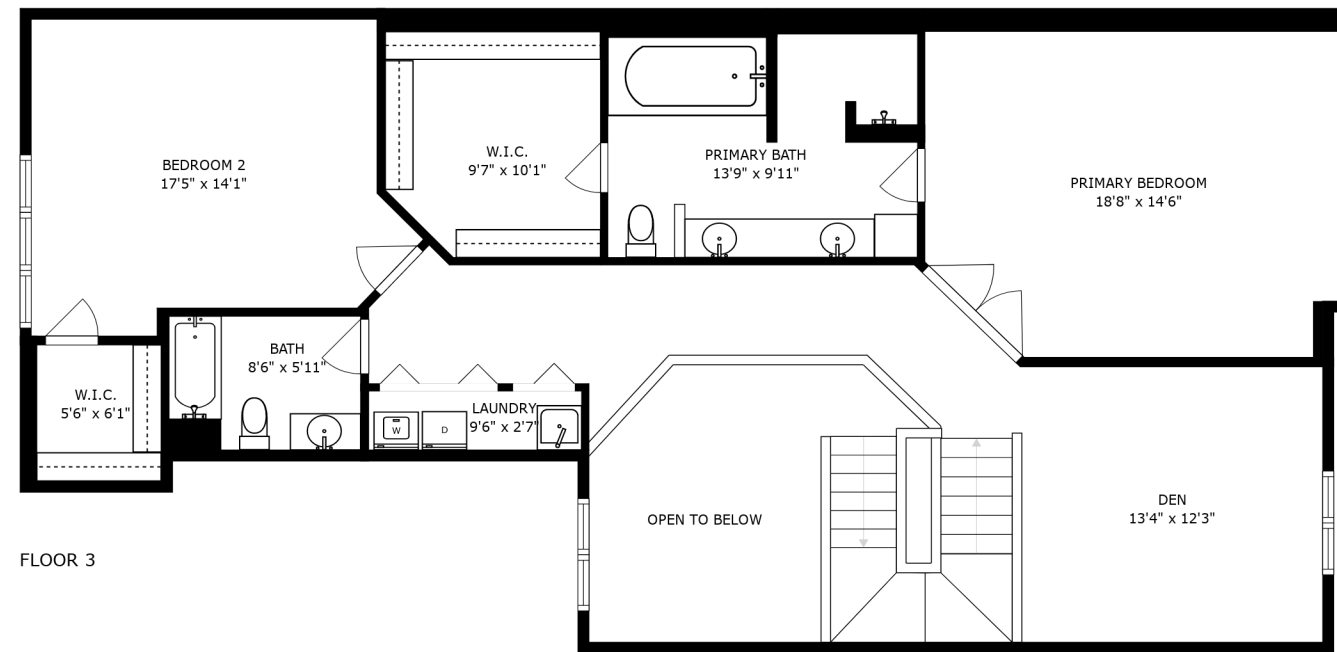 BEDROOM 2
17'5" x 14'1"
W.I.C.
9'7" x 10'1"
PRIMARY BATH
13'9" x 9'11"
PRIMARY BEDROOM
18'8" x 14'6"
W.I.C.
5'6" x 6'1"
BATH
8'6" x 5'11"
LAUNDRY
9'6" x 2'7"
W
D
OPEN TO BELOW
DEN
13'4" x 12'3"
FLOOR 3